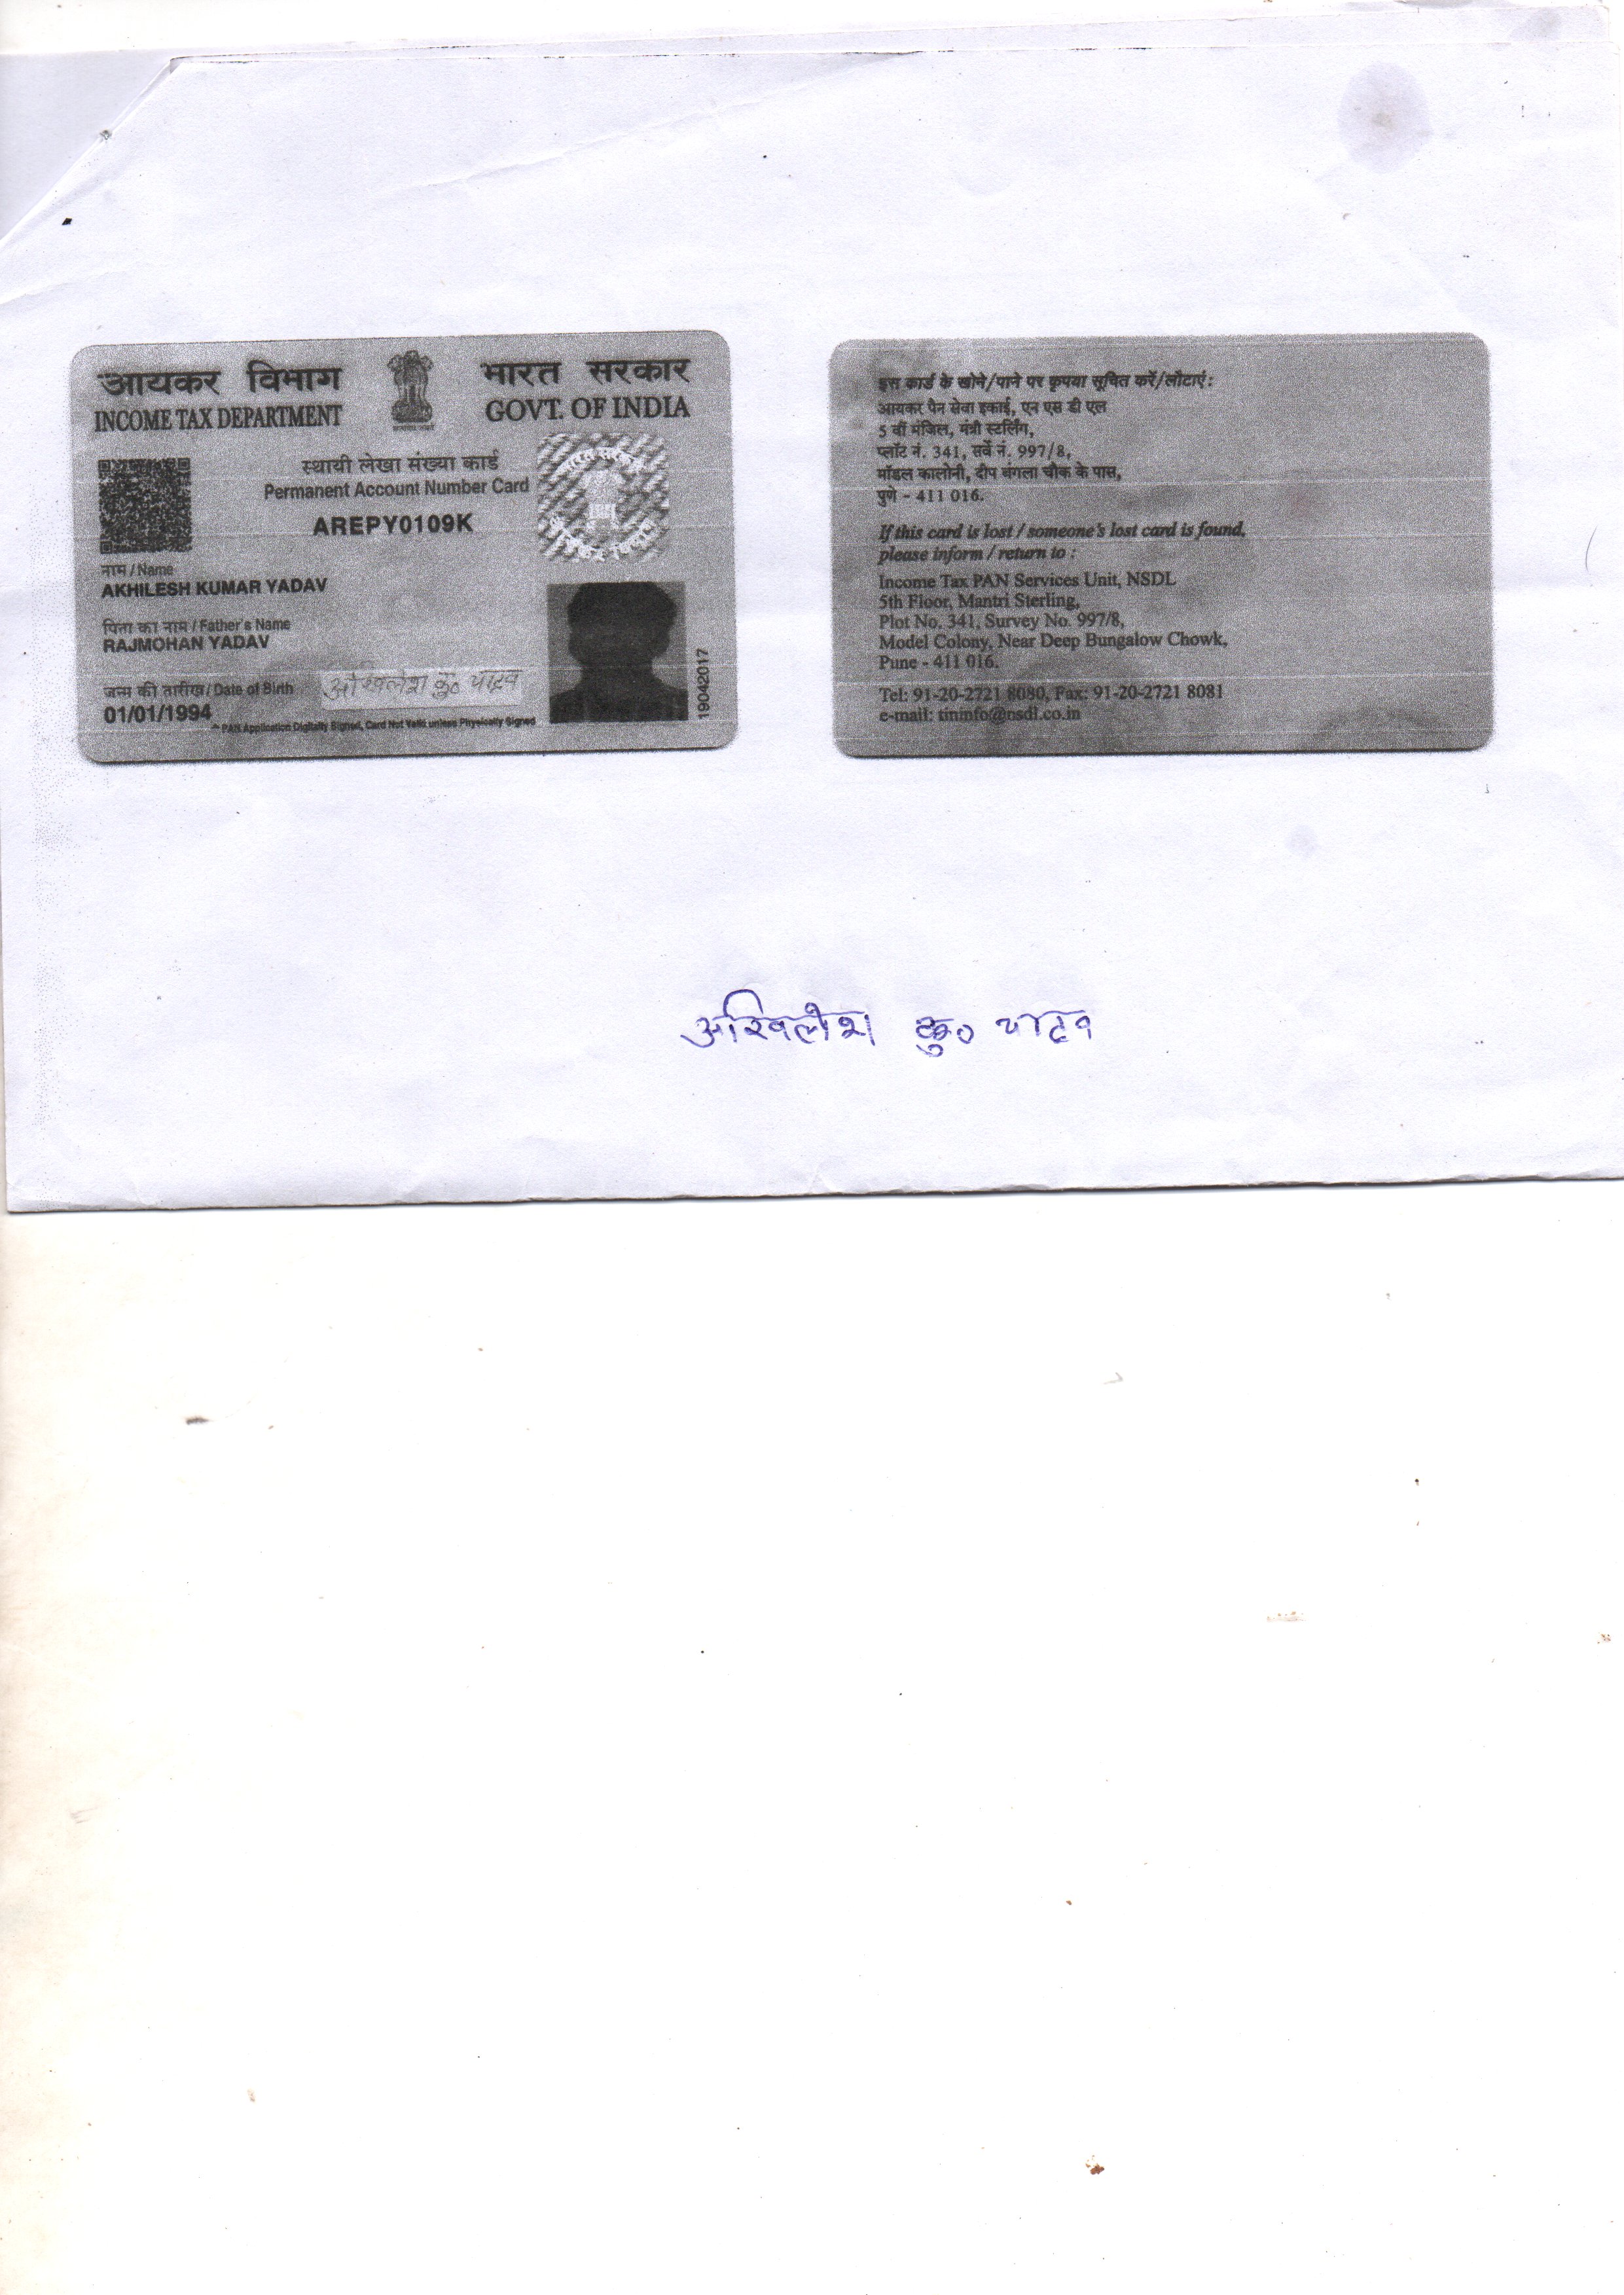 आयकर विभाग
INCOME TAX DEPARTMENT
भारत सरकार
GOVT. OF INDIA
स्थायी लेखा संख्या कार्ड
Permanent Account Number Card
AREPY0109K
नाम / Name
AKHILESH KUMAR YADAV
पिता का नाम / Father's Name
RAJMOHAN YADAV
जन्म की तारीख / Date of Birth
01/01/1994
अखिलेश कु० यादव
PAN Application Digitally Signed, Card Not Valid unless Physically Signed
19042017
इस कार्ड के खोने/पाने पर कृपया सूचित करें/लौटाएं:
आयकर पैन सेवा इकाई, एन एस डी एल
5 वीं मंजिल, मंत्री स्टर्लिंग,
प्लॉट नं. 341, सर्वे नं. 997/8,
मॉडल कालोनी, दीप बंगला चौक के पास,
पुणे - 411 016.
If this card is lost / someone's lost card is found,
please inform / return to :
Income Tax PAN Services Unit, NSDL
5th Floor, Mantri Sterling,
Plot No. 341, Survey No. 997/8,
Model Colony, Near Deep Bungalow Chowk,
Pune - 411 016.
Tel: 91-20-2721 8080, Fax: 91-20-2721 8081
e-mail: tininfo@nsdl.co.in
अखिलेश कु० यादव